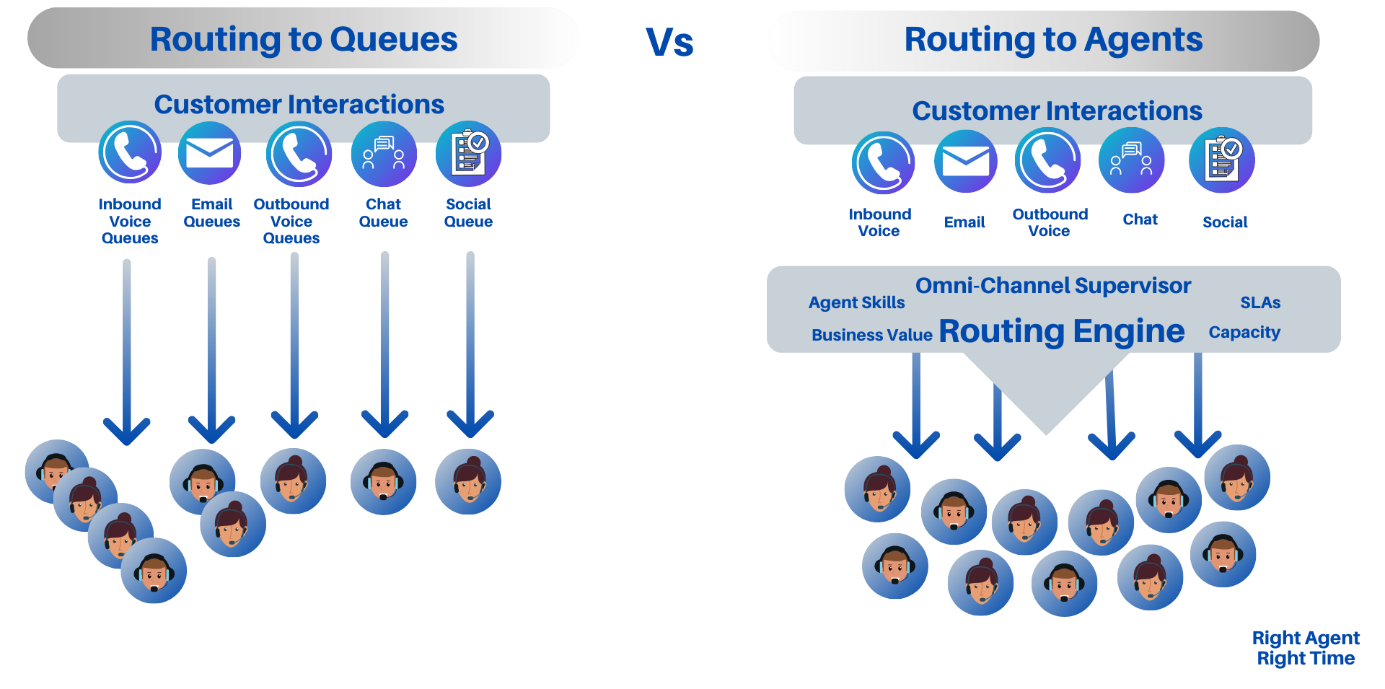 Routing to Queues
Vs
Routing to Agents
Customer Interactions
Inbound
Voice
Queues
Email
Queues
Outbound
Voice
Queues
Chat
Queue
Social
Queue
Customer Interactions
Inbound
Voice
Email
Outbound
Voice
Chat
Social
Omni-Channel Supervisor
Agent Skills
SLAs
Business Value
Routing Engine
Capacity
Right Agent
Right Time